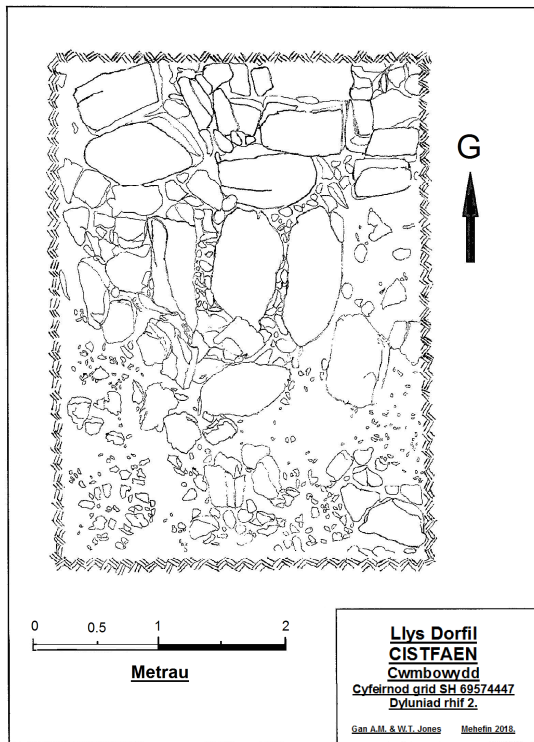 G
0 0.5 1 2
Metrau
Llys Dorfil
CISTFAEN
Cwmbowydd
Cyfeirnod grid SH 69574447
Dyluniad rhif 2.
Gan A.M. & W.T. Jones Mehefin 2018.